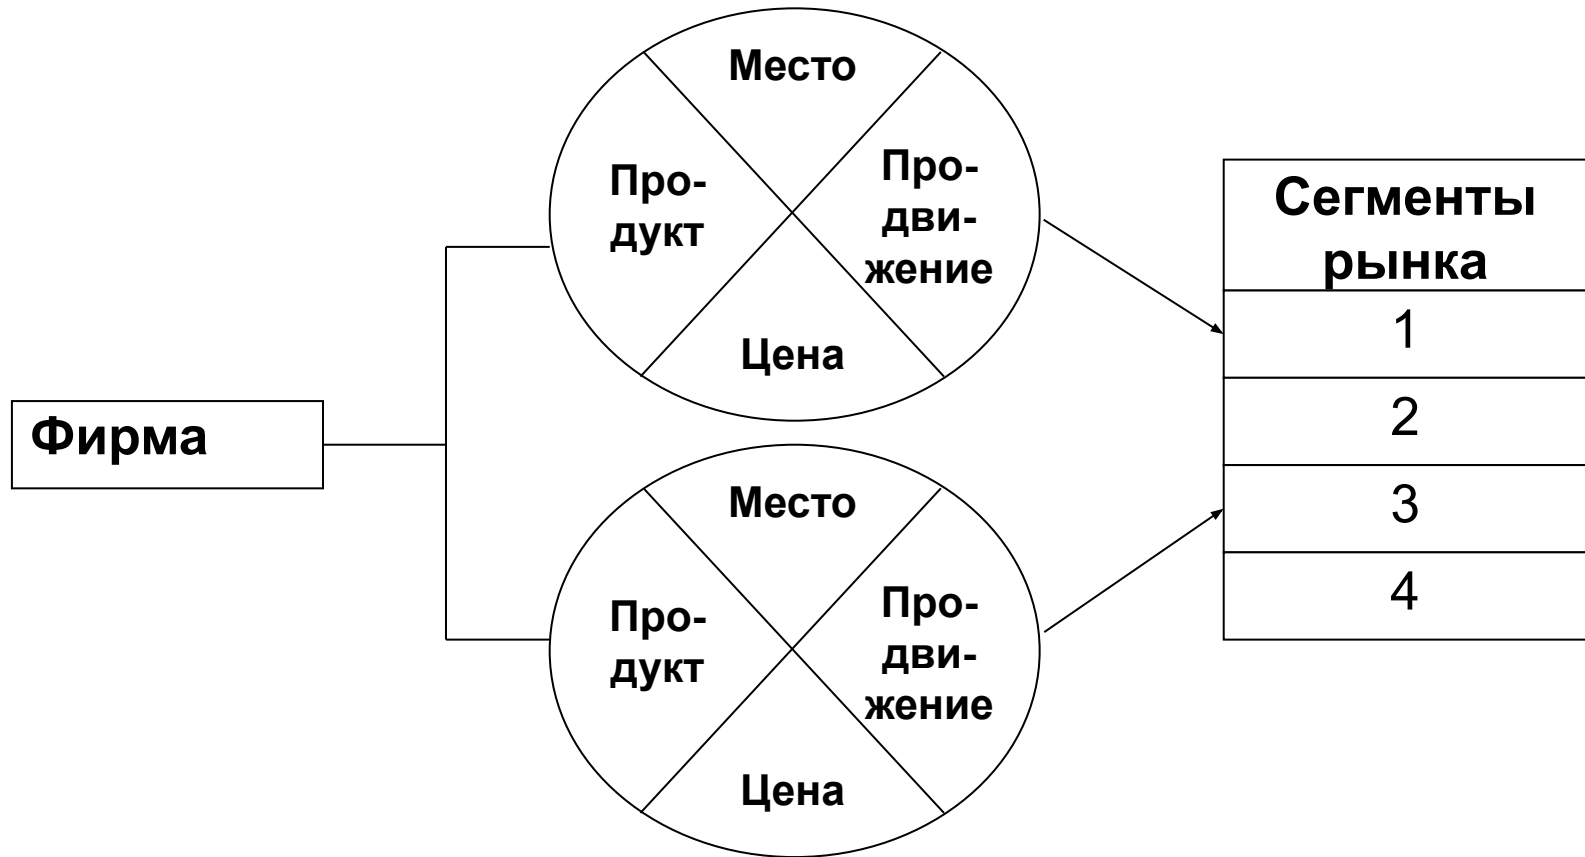 Фирма
Место
Про-
дукт
Про-
дви-
жение
Цена
Место
Про-
дукт
Про-
дви-
жение
Цена
Сегменты
рынка
1
2
3
4